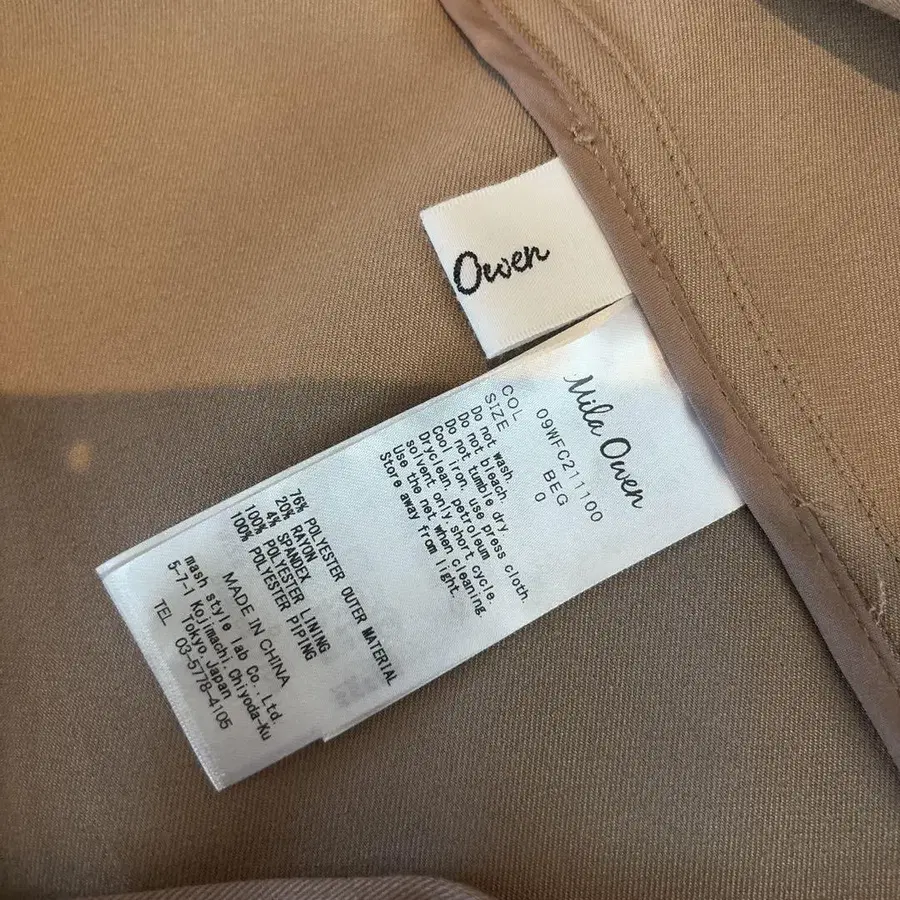 Owen
Mila Owen
09WFC211100
COL BEG
SIZE 0
Do not wash.
Do not bleach.
Do not tumble dry
Cool iron, use press cloth.
Dryclean, petroleum
solvent only, short cycle.
Use the net when cleaning.
Store away from light.
76% POLYESTER OUTER MATERIAL
20% RAYON
4% SPANDEX
100% POLYESTER LINING
100% POLYESTER PIPING
MADE IN CHINA
mash style lab Co., Ltd.
5-7-1 Kojimachi, Chiyoda-Ku
Tokyo, Japan
TEL 03-5778-4105